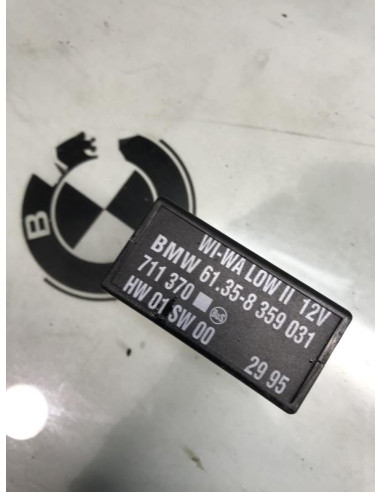 B
WI-WA LOW II 12V
BMW 61.35-8 359 031
711 370
HW 01 SW 00
29 95